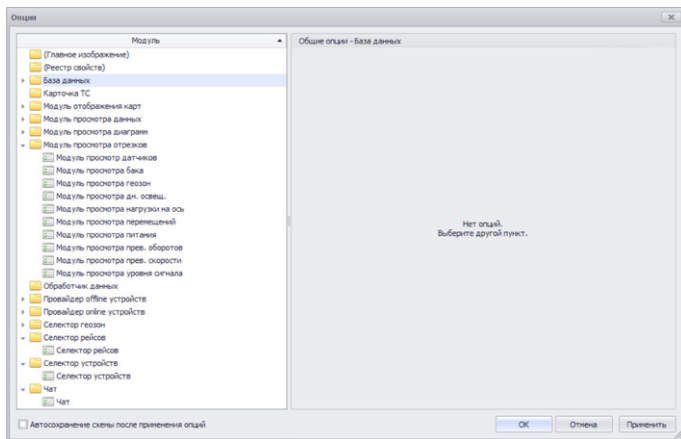 Опции
Модуль
Общие опции - База данных
(Главное изображение)
(Реестр свойств)
База данных
Карточка ТС
Модуль отображения карт
Модуль просмотра данных
Модуль просмотра диаграмм
Модуль просмотра отрезков
Модуль просмотр датчиков
Модуль просмотра бака
Модуль просмотра геозон
Модуль просмотра дн. освещ.
Модуль просмотра нагрузки на ось
Модуль просмотра перемещений
Модуль просмотра питания
Модуль просмотра прев. оборотов
Модуль просмотра прев. скорости
Модуль просмотра уровня сигнала
Обработчик данных
Провайдер offline устройств
Провайдер online устройств
Селектор геозон
Селектор рейсов
Селектор рейсов
Селектор устройств
Селектор устройств
Чат
Чат
Нет опций.
Выберите другой пункт.
Автосохранение схемы после применения опций
OK
Отмена
Применить